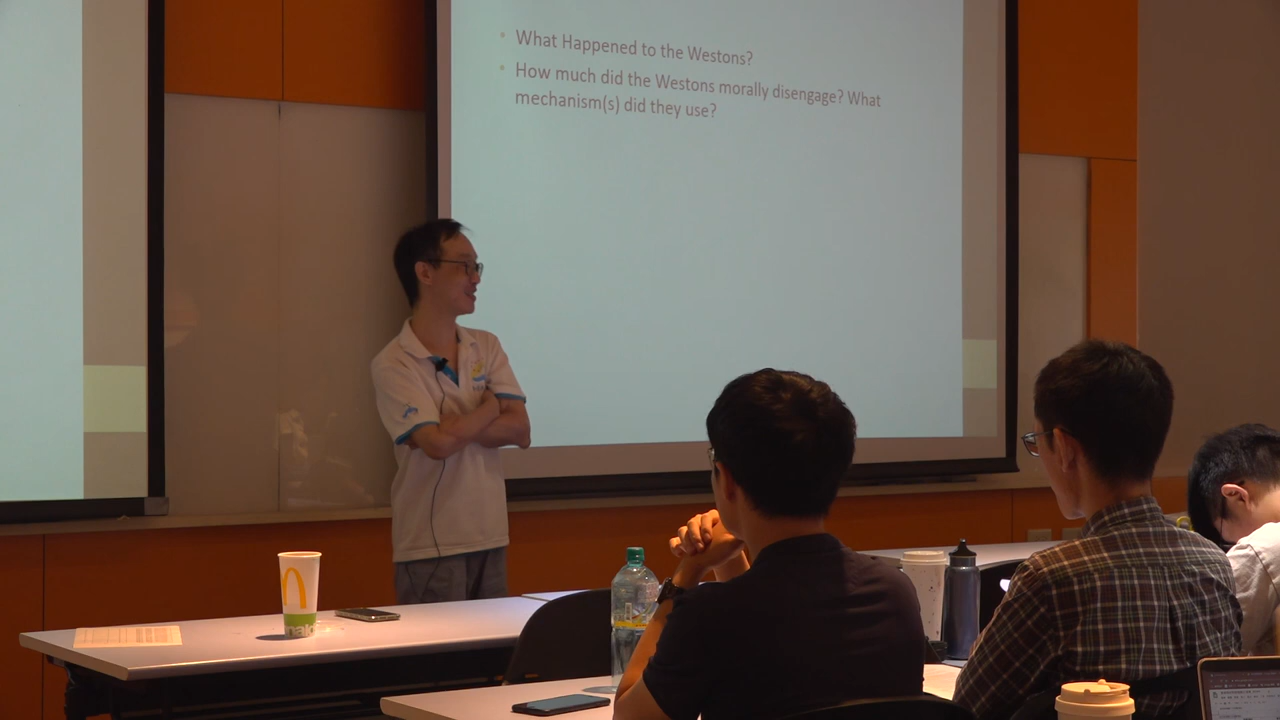 What Happened to the Westons?
How much did the Westons morally disengage? What
mechanism(s) did they use?